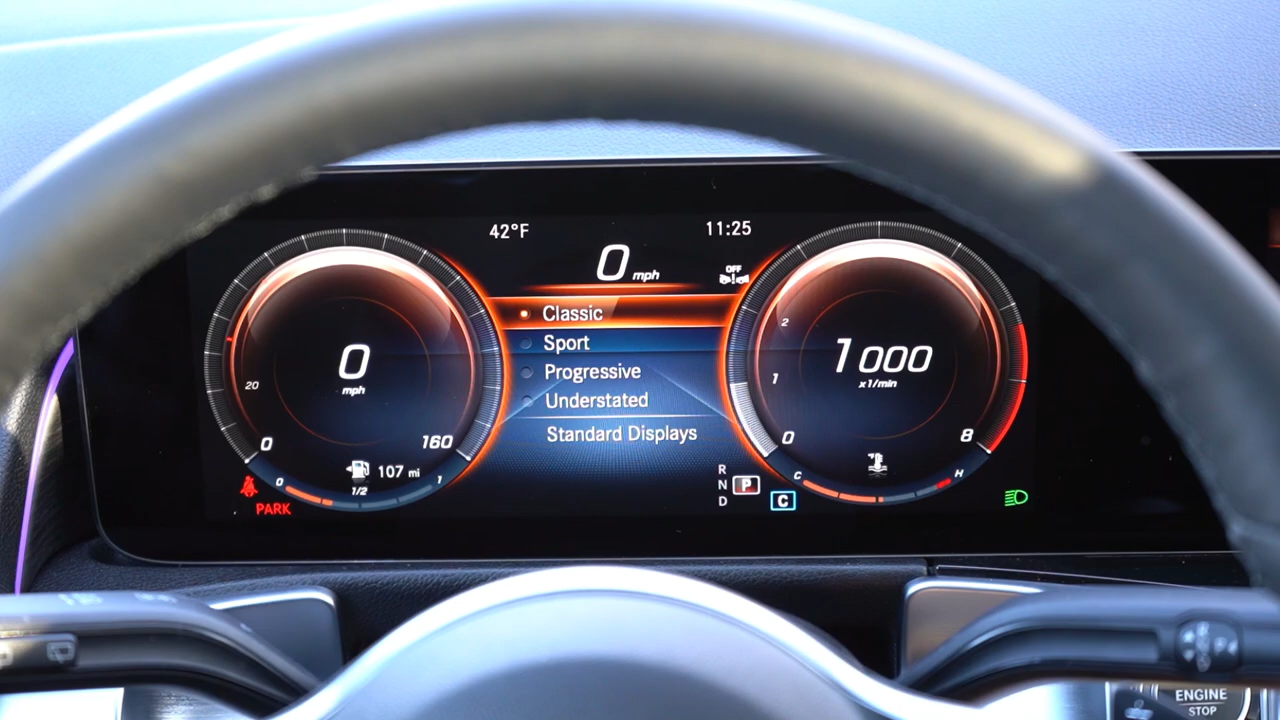 42°F
11:25
0 mph
OFF
Classic
Sport
Progressive
Understated
Standard Displays
20
0
160
0
mph
107 mi
0
1/2
1
PARK
2
1
0
8
1000
x1/min
C
H
R
N
D
P
C
ENGINE
STOP